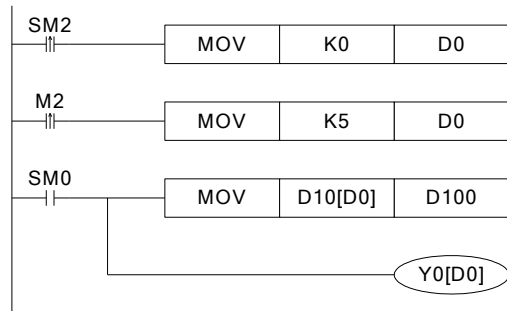 SM2
MOV K0 D0
M2
MOV K5 D0
SM0
MOV D10[D0] D100
Y0[D0]